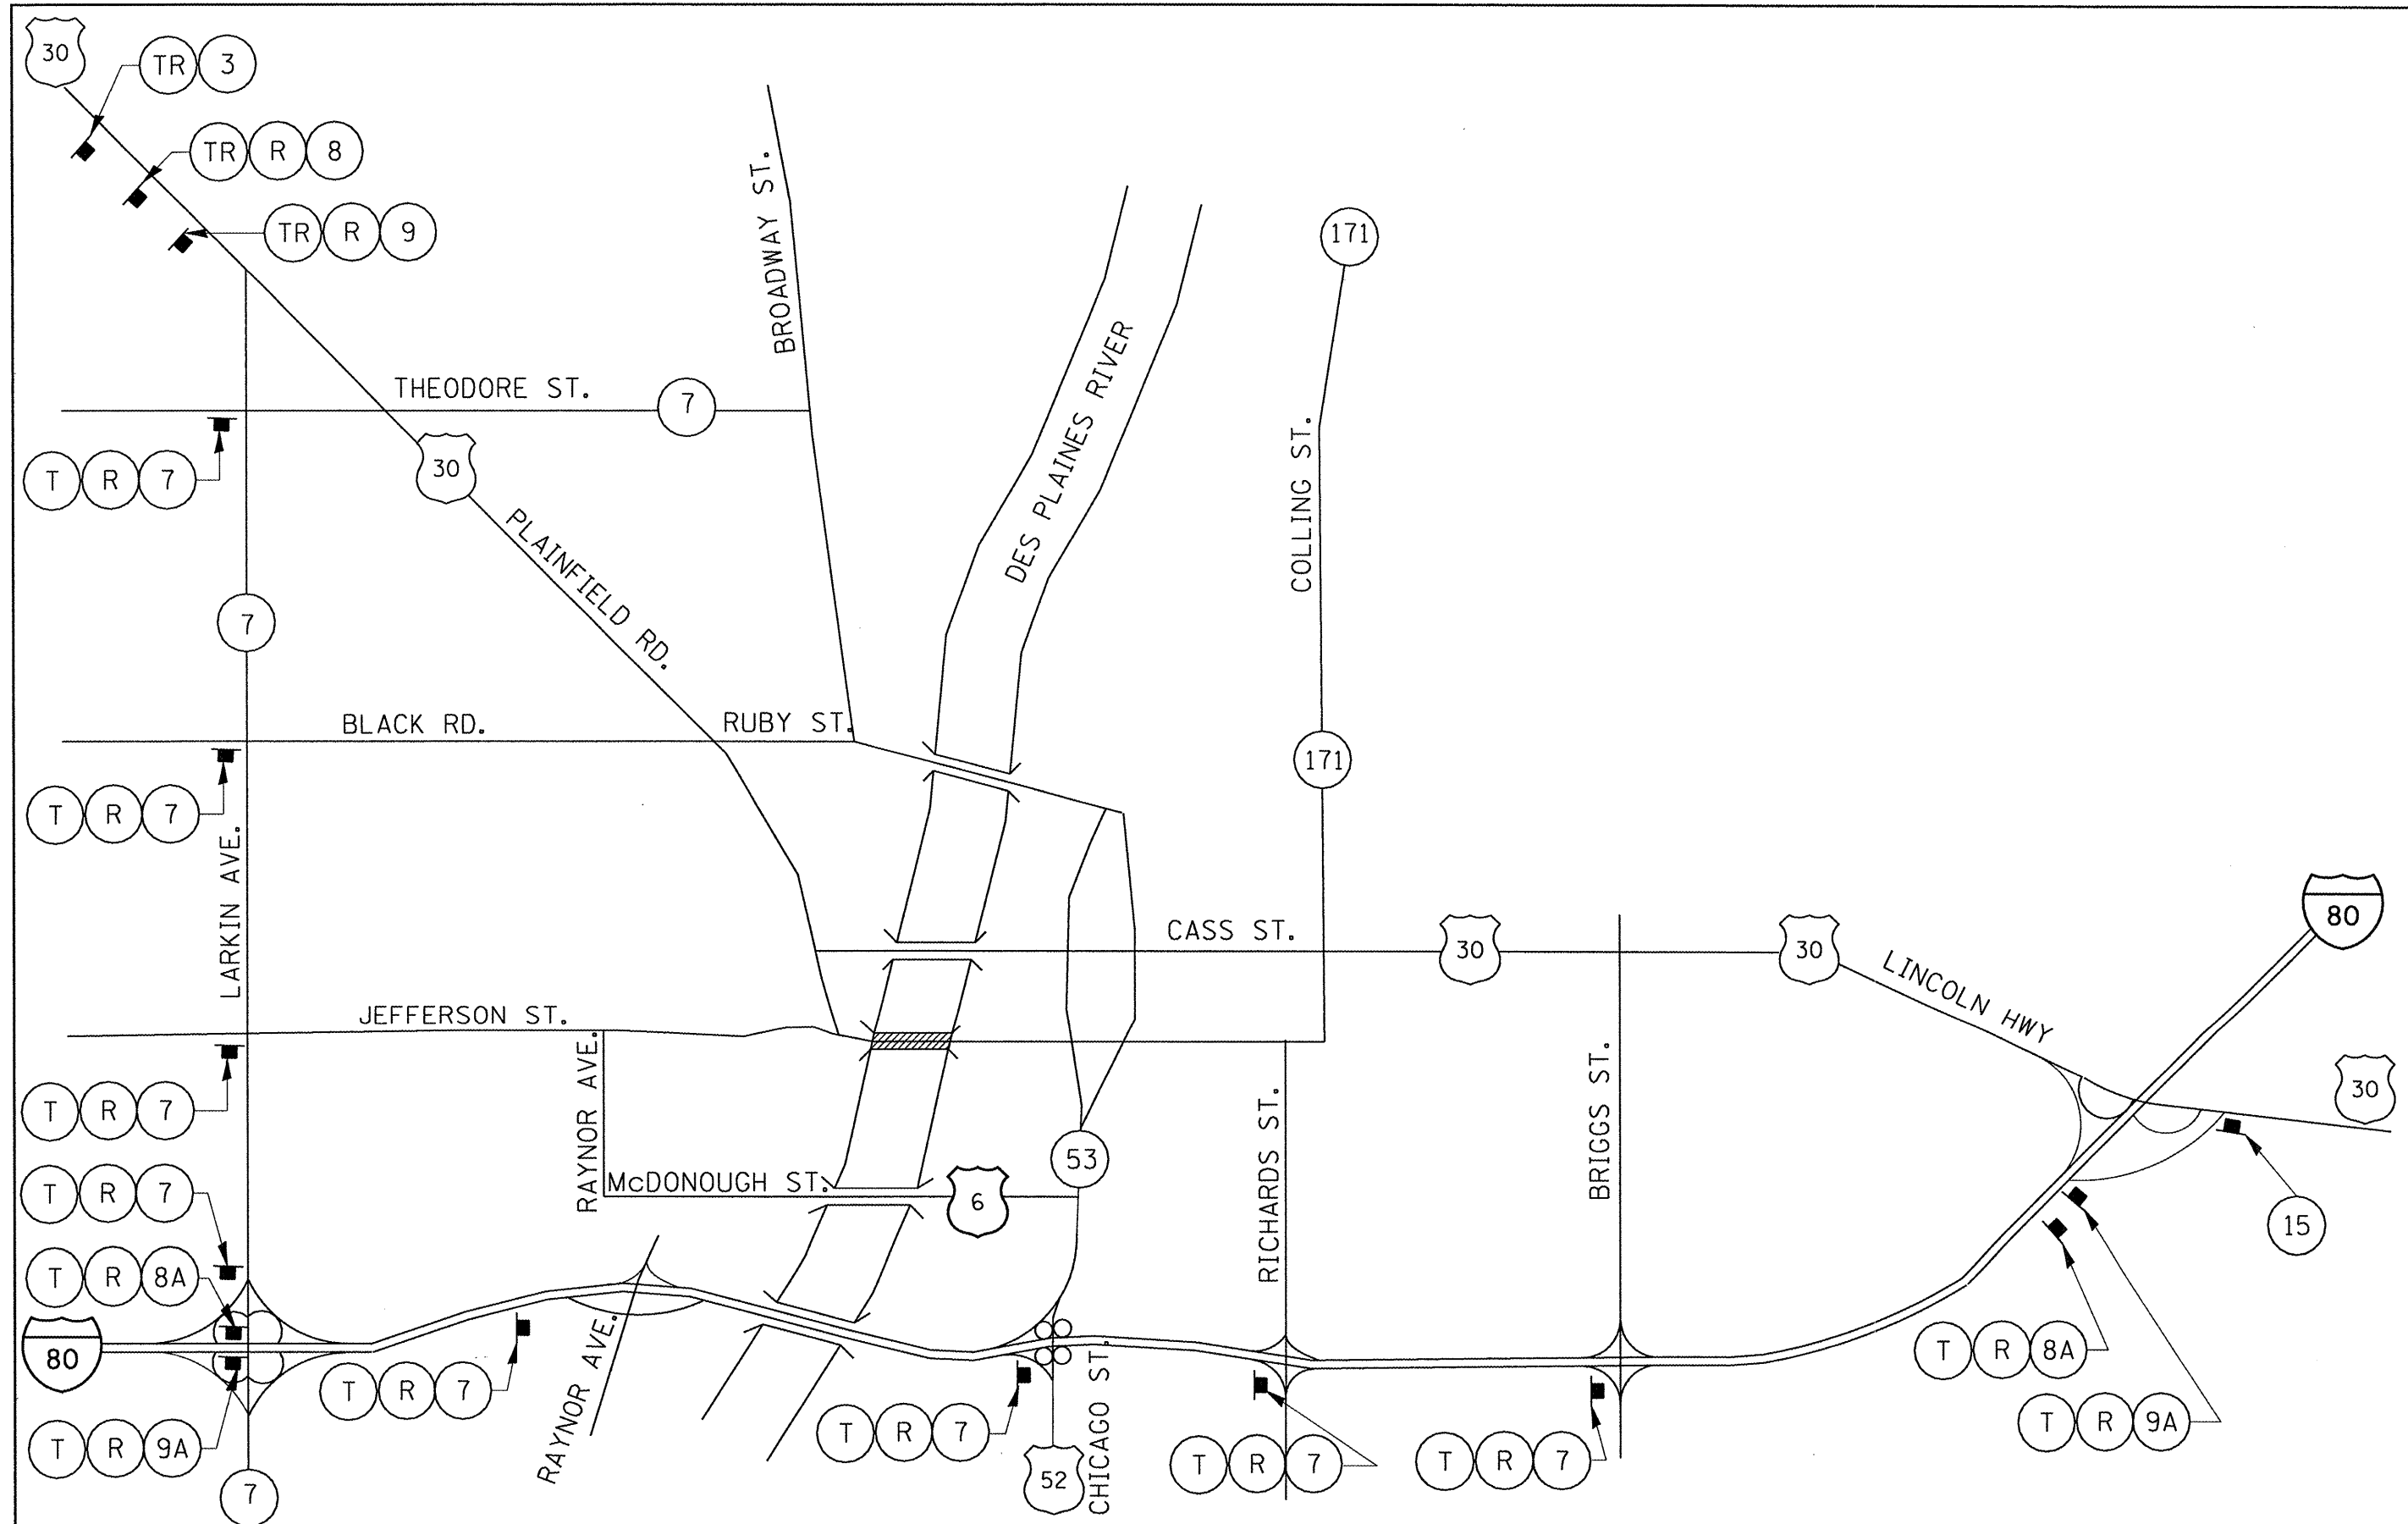 30
TR 3
TR R 8
TR R 9
BROADWAY ST.
171
DES PLAINES RIVER
THEODORE ST.
7
T R 7
30
COLLING ST.
PLAINFIELD RD.
7
BLACK RD.
RUBY ST.
171
T R 7
LARKIN AVE.
CASS ST.
30
30
LINCOLN HWY
80
JEFFERSON ST.
RAYNOR AVE.
T R 7
30
RICHARDS ST.
BRIGGS ST.
53
McDONOUGH ST.
6
T R 7
15
T R 8A
80
T R 7
RAYNOR AVE.
T R 9A
7
T R 7
52
CHICAGO ST.
T R 7
T R 7
T R 8A
T R 9A